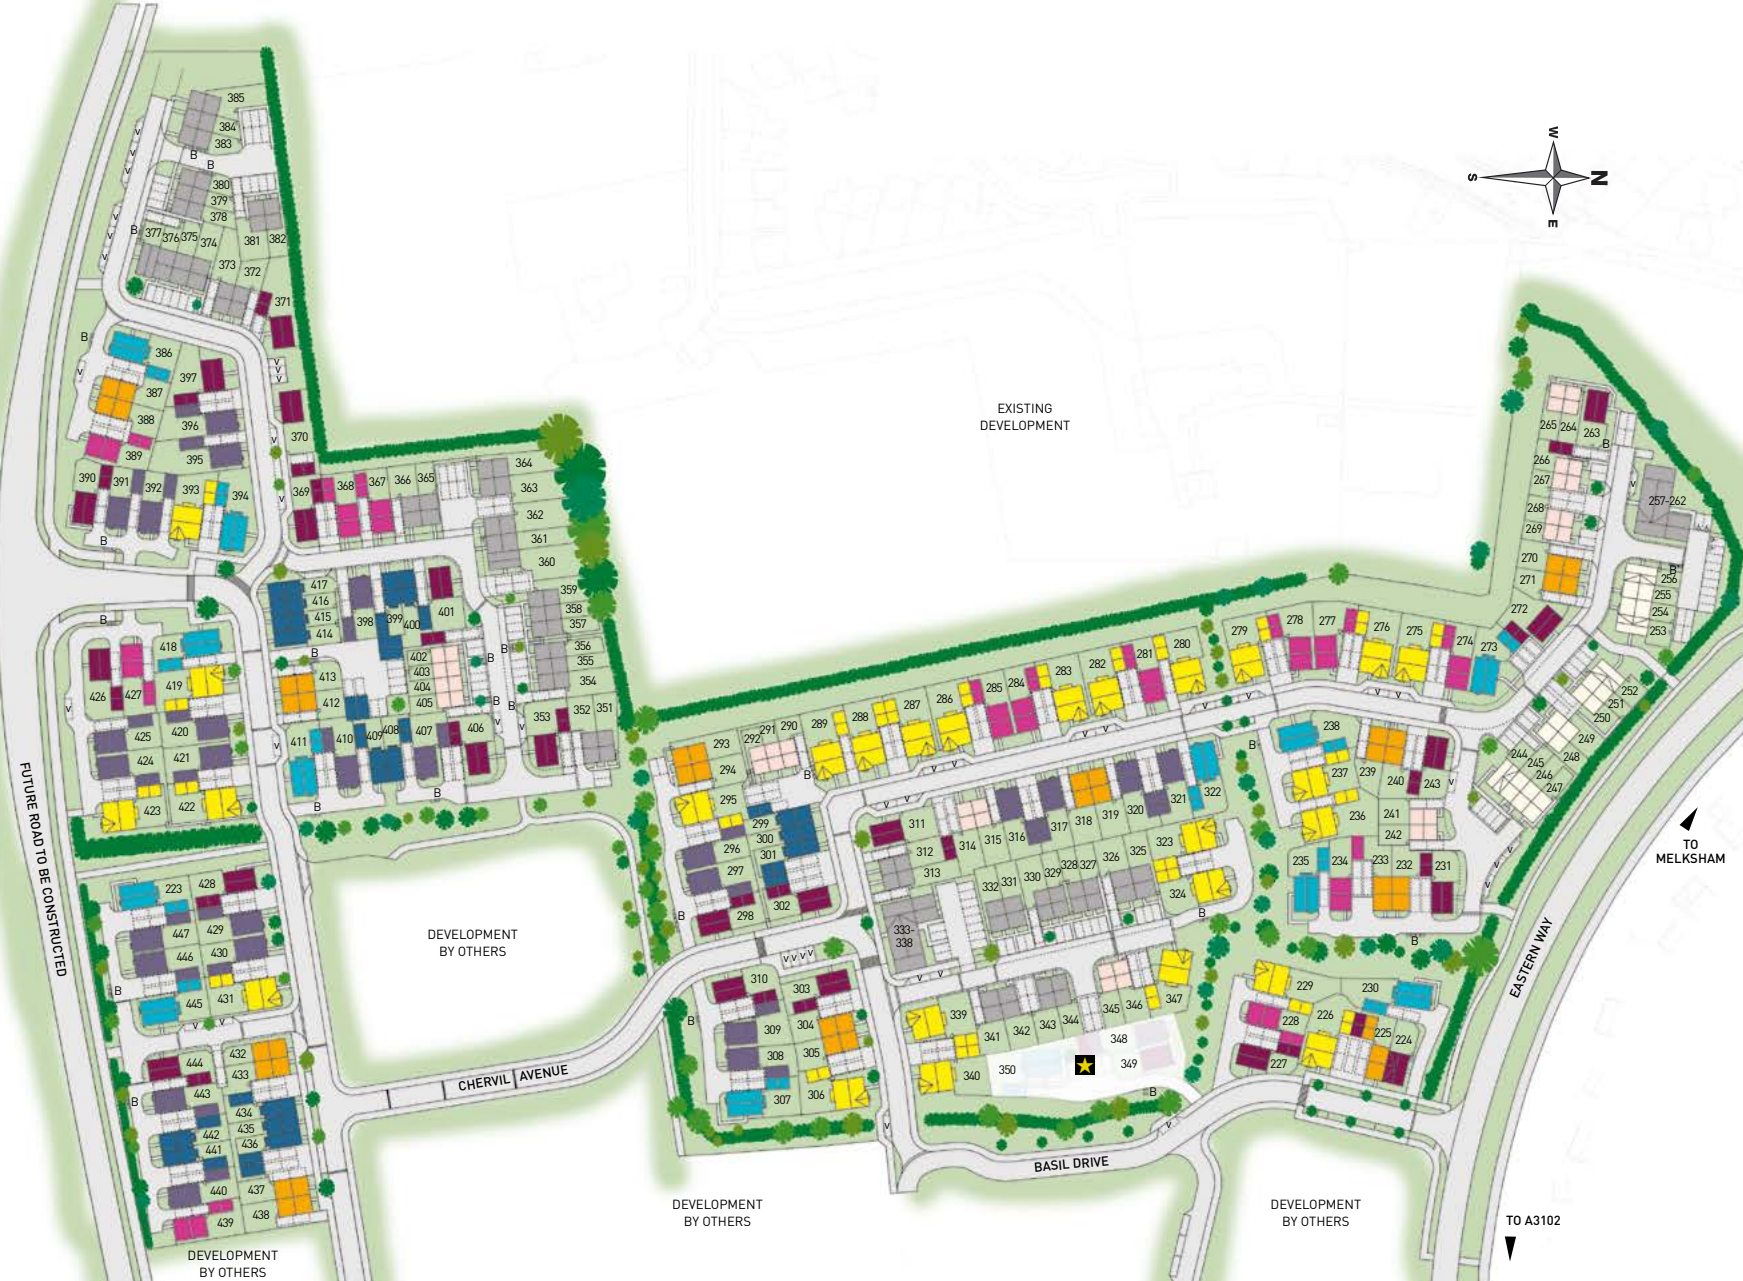 385
384
383
B
B
380
379
378
B
377 376 375 374
381 382
373
372
371
W
S
N
E
B
386
397
387
388
396
389
395
370
390 391 392 393 394
B
369 368 367 366 365
364
363
362
361
360
359
358
357
356
355
354
353 352 351
EXISTING
DEVELOPMENT
265 264 263
B
266
267
268
269
270
271
257-262
B
256
255
254
253
272
252
251
250
249
248
244
245
246
247
417
416
415
414
398 399 400 401
B
402
403
404
405
B
B
B
B
413
412
411 410 409 408 407 406
B
B
B
418
426 427 419
425 420
424 421
423 422
280
279 278 277 276 275 274 273
281
282
283
284
285
286
287
288
289
290
291
292
293
294
295
B
299
300
301
296
297
298
302
B
311
312
313
314 315 316 317 318 319 320 321 322
323
324
325
326
327
328
329
330
331
332
333-
338
B
B
238
237 239 240 243
236 241
242
235 234 233 232 231
B
TO
MELKSHAM
EASTERN WAY
FUTURE ROAD TO BE CONSTRUCTED
223 428
447 429
446 430
B
445 431
444 432
433
443
B
434
442 435
441 436
440 437
439 438
DEVELOPMENT
BY OTHERS
CHERVIL AVENUE
310 303
B
309 304
308 305
307 306
339
340
341 342 343 344 345 346 347
348
349
350
B
229 230
228 226 225 224
227
BASIL DRIVE
DEVELOPMENT
BY OTHERS
DEVELOPMENT
BY OTHERS
TO A3102
DEVELOPMENT
BY OTHERS